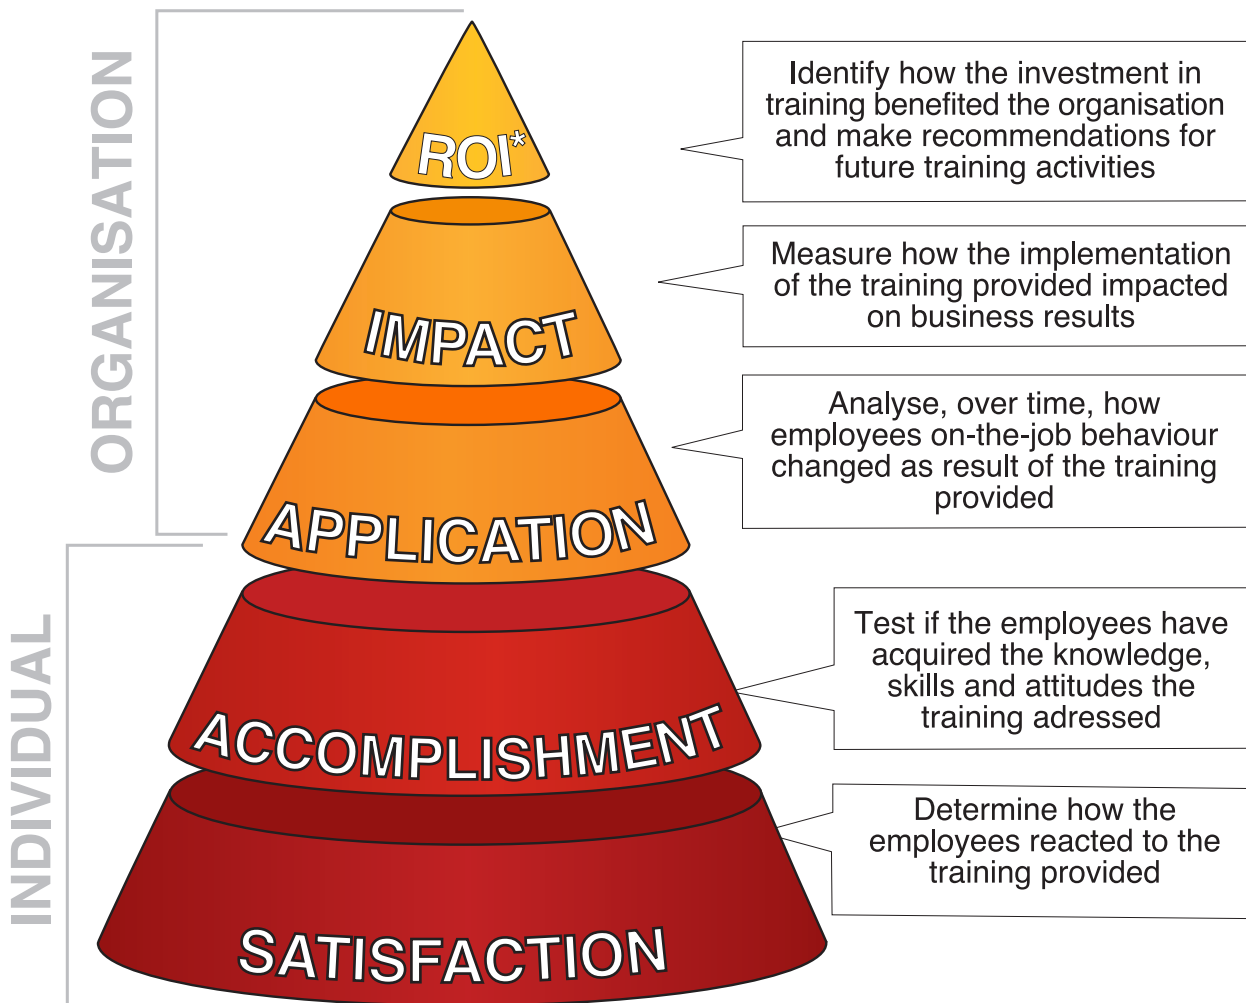 ORGANISATION
ROI*
Identify how the investment in
training benefited the organisation
and make recommendations for
future training activities
IMPACT
Measure how the implementation
of the training provided impacted
on business results
APPLICATION
Analyse, over time, how
employees on-the-job behaviour
changed as result of the training
provided
INDIVIDUAL
ACCOMPLISHMENT
Test if the employees have
acquired the knowledge,
skills and attitudes the
training adressed
SATISFACTION
Determine how the
employees reacted to the
training provided